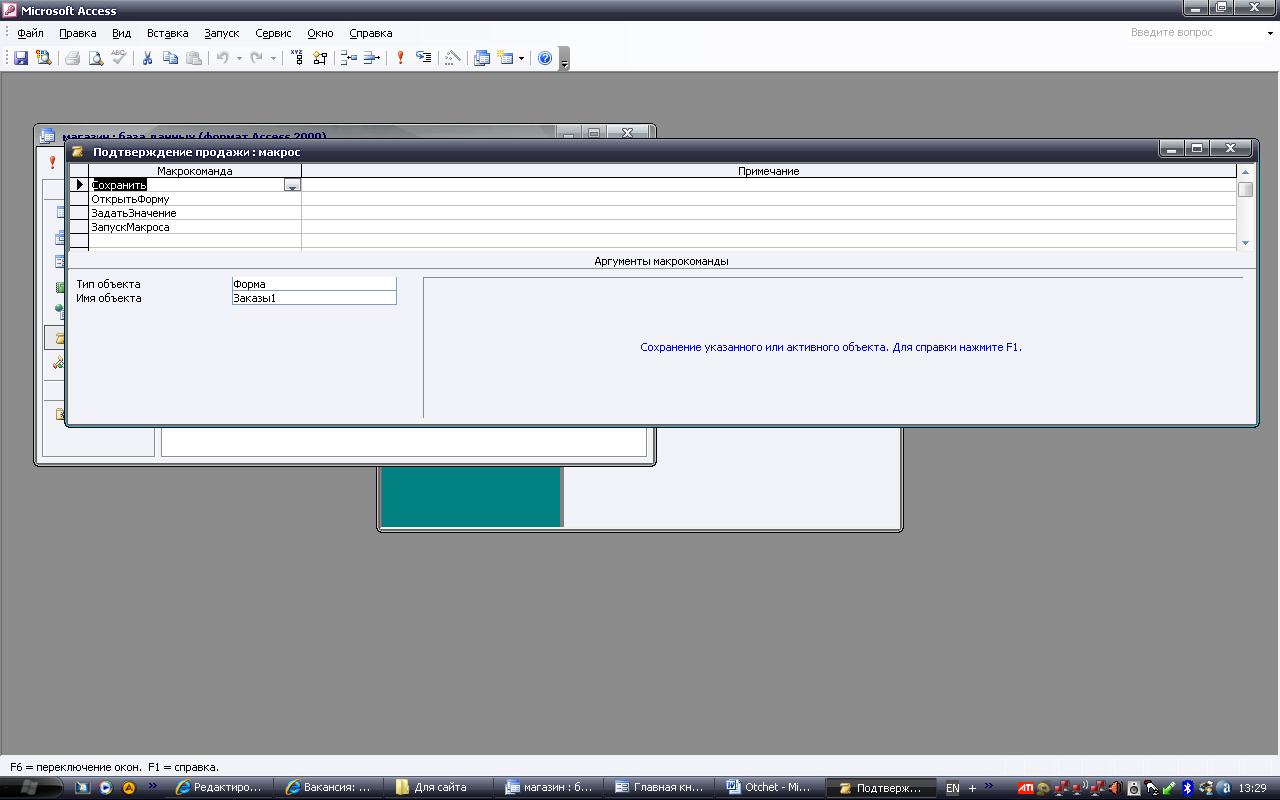 Microsoft Access
Файл Правка Вид Вставка Запуск Сервис Окно Справка Введите вопрос
магазин : база данных (формат Access 2000)
Подтверждение продажи : макрос
Макрокоманда Примечание
Сохранить
ОткрытьФорму
ЗадатьЗначение
ЗапускМакроса
Аргументы макрокоманды
Тип объекта Форма
Имя объекта Заказы1
Сохранение указанного или активного объекта. Для справки нажмите F1.
F6 = переключение окон. F1 = справка.
Редактиро... Вакансия: ... Для сайта магазин : б... Главная кн... Otchet - Mi... Подтверж... EN ATI 13:29